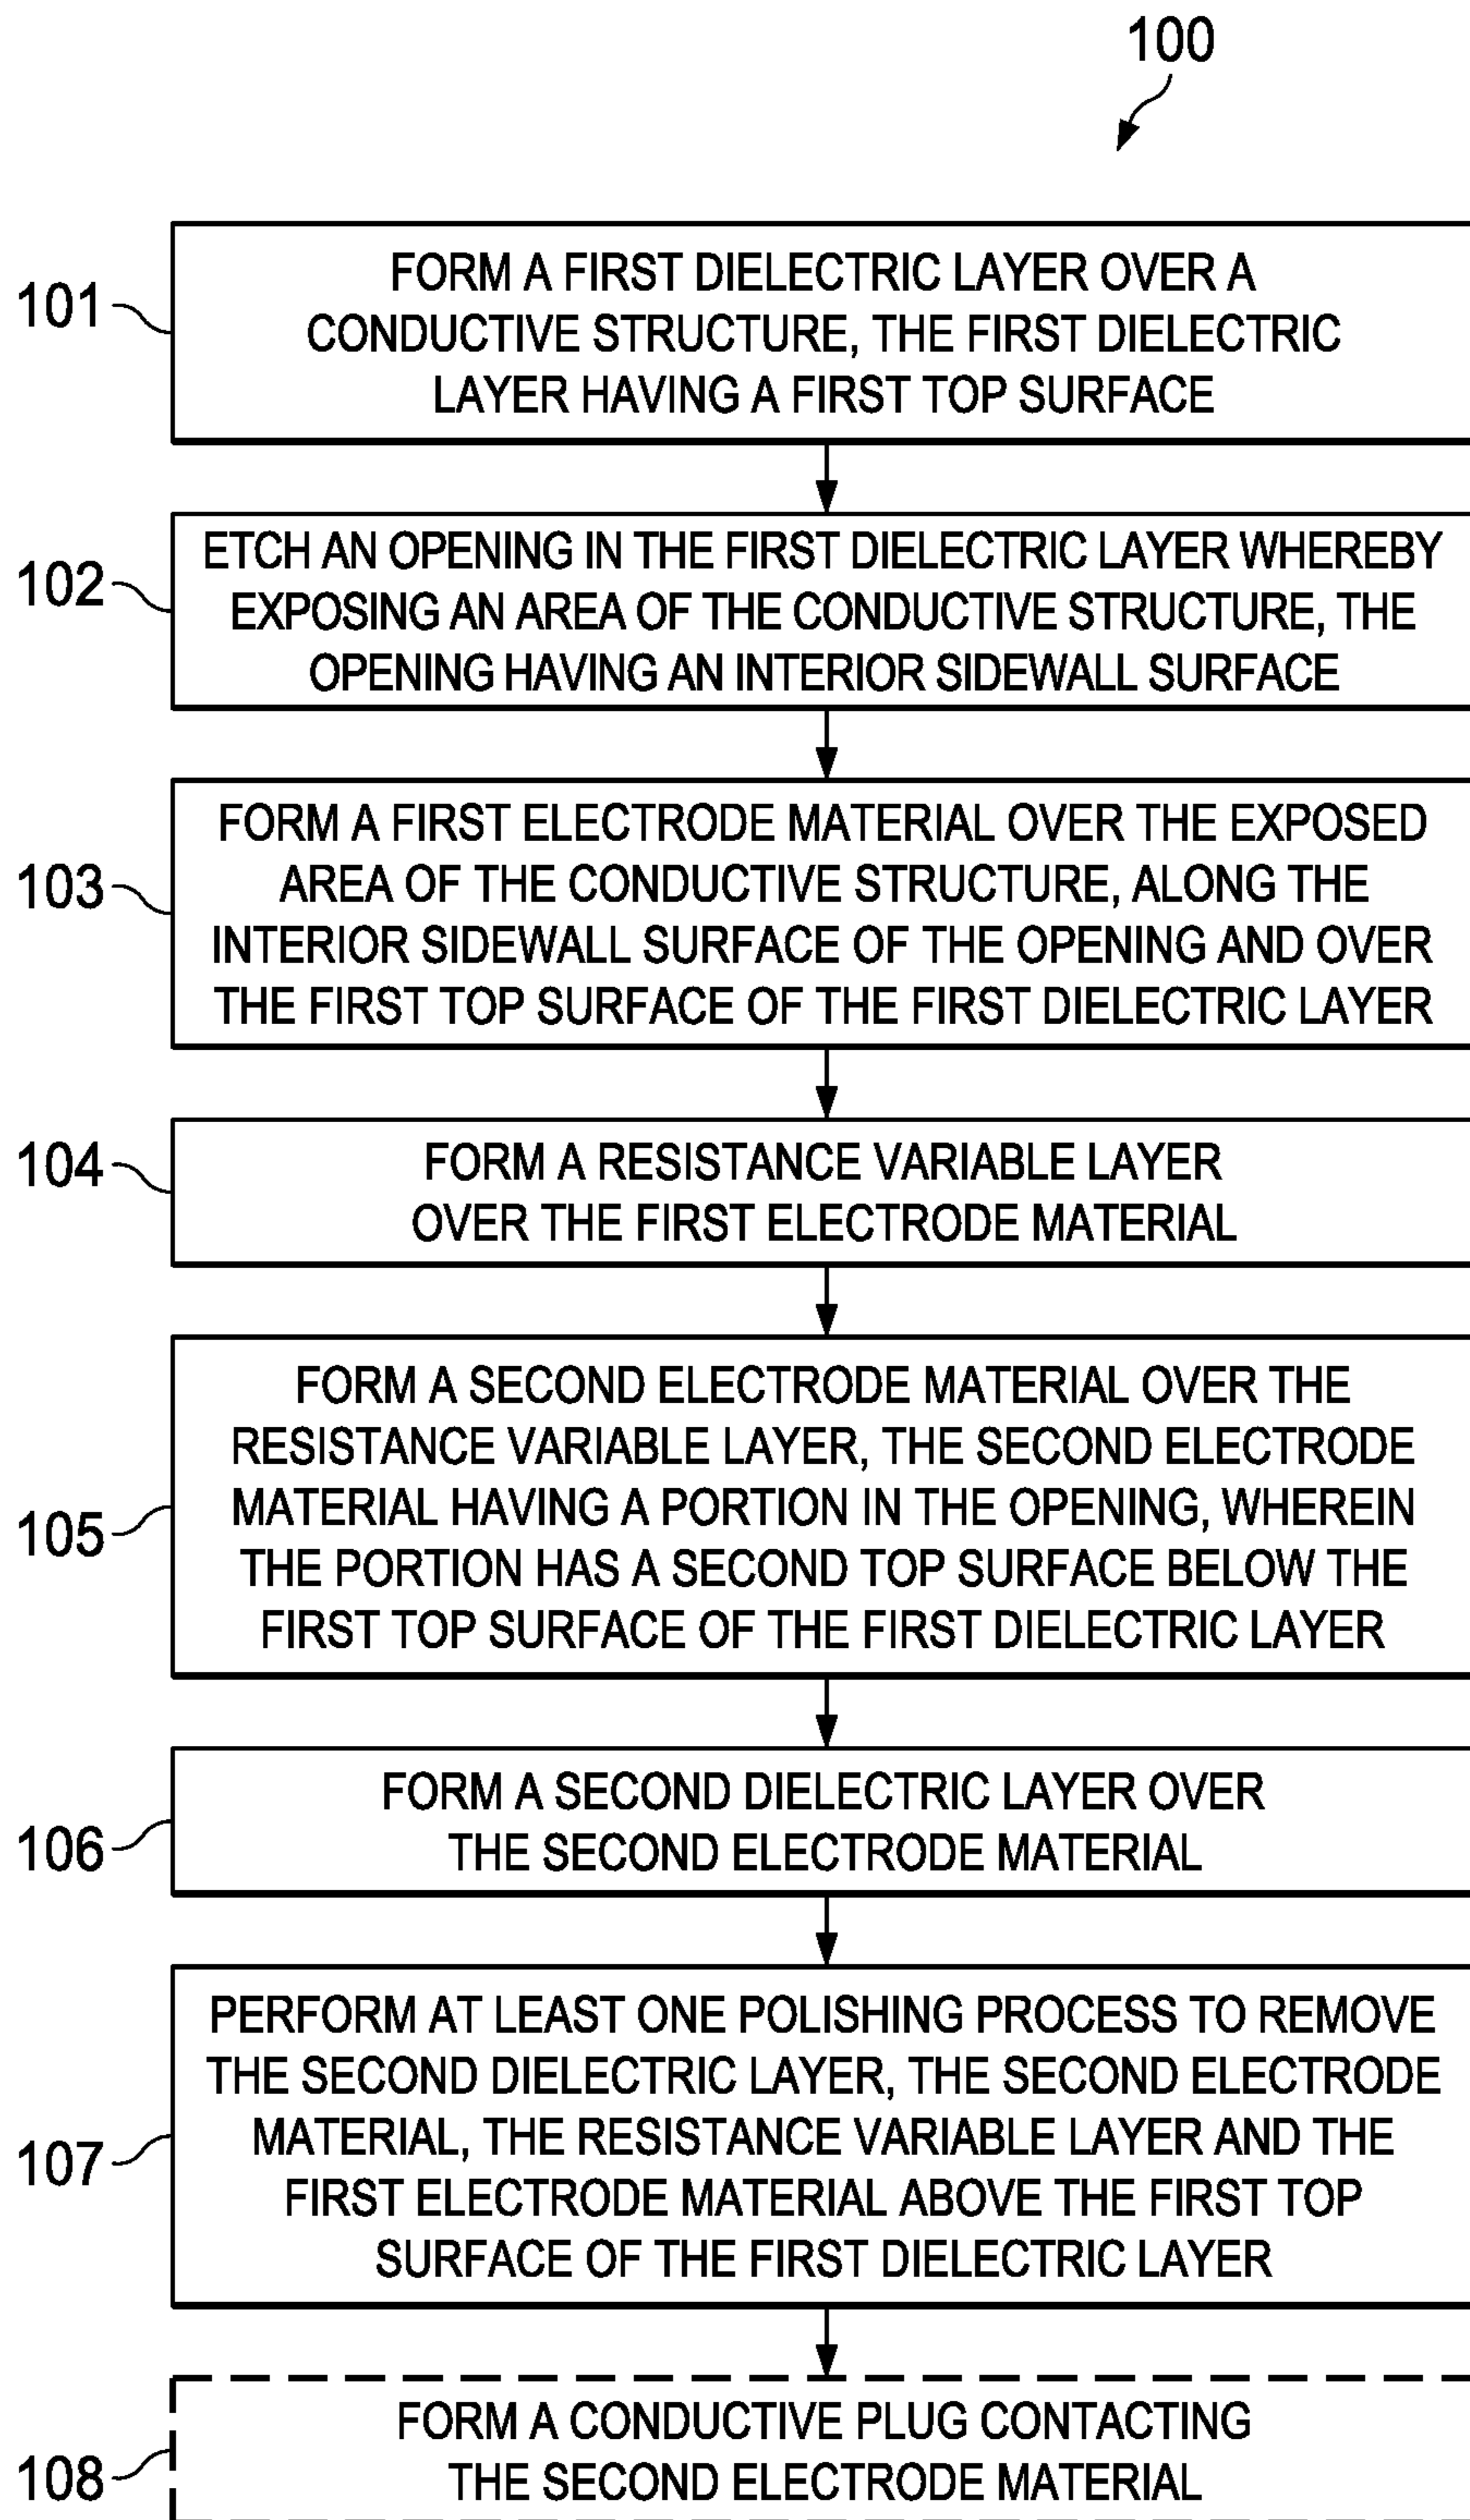 100
101
FORM A FIRST DIELECTRIC LAYER OVER A
CONDUCTIVE STRUCTURE, THE FIRST DIELECTRIC
LAYER HAVING A FIRST TOP SURFACE
102
ETCH AN OPENING IN THE FIRST DIELECTRIC LAYER WHEREBY
EXPOSING AN AREA OF THE CONDUCTIVE STRUCTURE, THE
OPENING HAVING AN INTERIOR SIDEWALL SURFACE
103
FORM A FIRST ELECTRODE MATERIAL OVER THE EXPOSED
AREA OF THE CONDUCTIVE STRUCTURE, ALONG THE
INTERIOR SIDEWALL SURFACE OF THE OPENING AND OVER
THE FIRST TOP SURFACE OF THE FIRST DIELECTRIC LAYER
104
FORM A RESISTANCE VARIABLE LAYER
OVER THE FIRST ELECTRODE MATERIAL
105
FORM A SECOND ELECTRODE MATERIAL OVER THE
RESISTANCE VARIABLE LAYER, THE SECOND ELECTRODE
MATERIAL HAVING A PORTION IN THE OPENING, WHEREIN
THE PORTION HAS A SECOND TOP SURFACE BELOW THE
FIRST TOP SURFACE OF THE FIRST DIELECTRIC LAYER
106
FORM A SECOND DIELECTRIC LAYER OVER
THE SECOND ELECTRODE MATERIAL
107
PERFORM AT LEAST ONE POLISHING PROCESS TO REMOVE
THE SECOND DIELECTRIC LAYER, THE SECOND ELECTRODE
MATERIAL, THE RESISTANCE VARIABLE LAYER AND THE
FIRST ELECTRODE MATERIAL ABOVE THE FIRST TOP
SURFACE OF THE FIRST DIELECTRIC LAYER
108
FORM A CONDUCTIVE PLUG CONTACTING
THE SECOND ELECTRODE MATERIAL